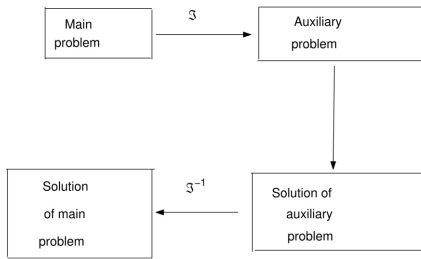 Main
problem
ℑ
Auxiliary
problem
Solution
of main
problem
ℑ⁻¹
Solution of
auxiliary
problem